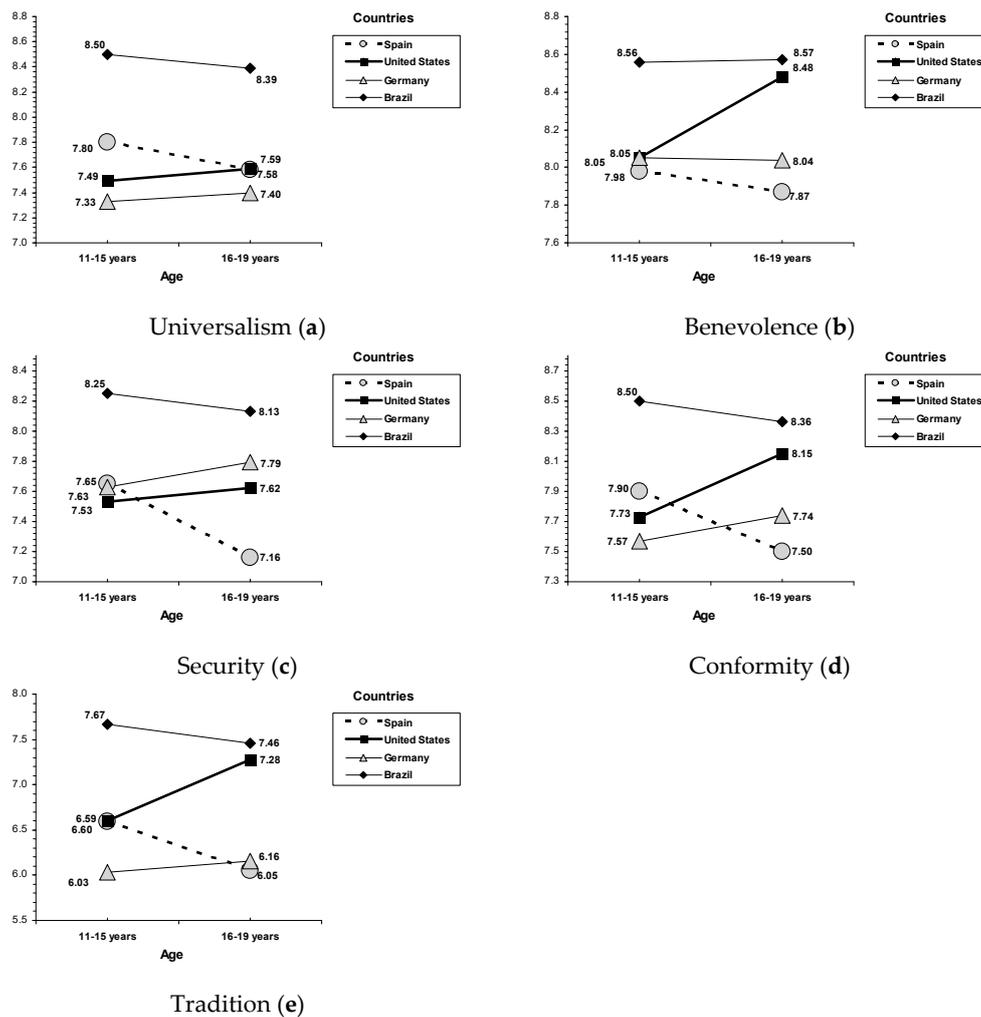 8.8
8.6
8.4
8.2
8.0
7.8
7.6
7.4
7.2
7.0
8.50
8.39
7.80
7.59
7.49
7.58
7.33
7.40
11-15 years
16-19 years
Age
Countries
Spain
United States
Germany
Brazil
Universalism (a)
8.8
8.6
8.4
8.2
8.0
7.8
7.6
8.56
8.57
8.48
8.05
8.05
8.04
7.98
7.87
11-15 years
16-19 years
Age
Countries
Spain
United States
Germany
Brazil
Benevolence (b)
8.4
8.2
8.0
7.8
7.6
7.4
7.2
7.0
8.25
8.13
7.79
7.65
7.62
7.63
7.53
7.16
11-15 years
16-19 years
Age
Countries
Spain
United States
Germany
Brazil
Security (c)
8.7
8.5
8.3
8.1
7.9
7.7
7.5
7.3
8.50
8.36
8.15
7.90
7.73
7.74
7.57
7.50
11-15 years
16-19 years
Age
Countries
Spain
United States
Germany
Brazil
Conformity (d)
8.0
7.5
7.0
6.5
6.0
5.5
7.67
7.46
7.28
6.59
6.60
6.16
6.03
6.05
11-15 years
16-19 years
Age
Countries
Spain
United States
Germany
Brazil
Tradition (e)